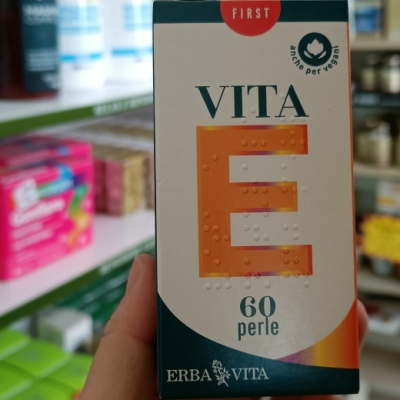 FIRST
anche per vegani
VITA
E
60
perle
ERBA VITA